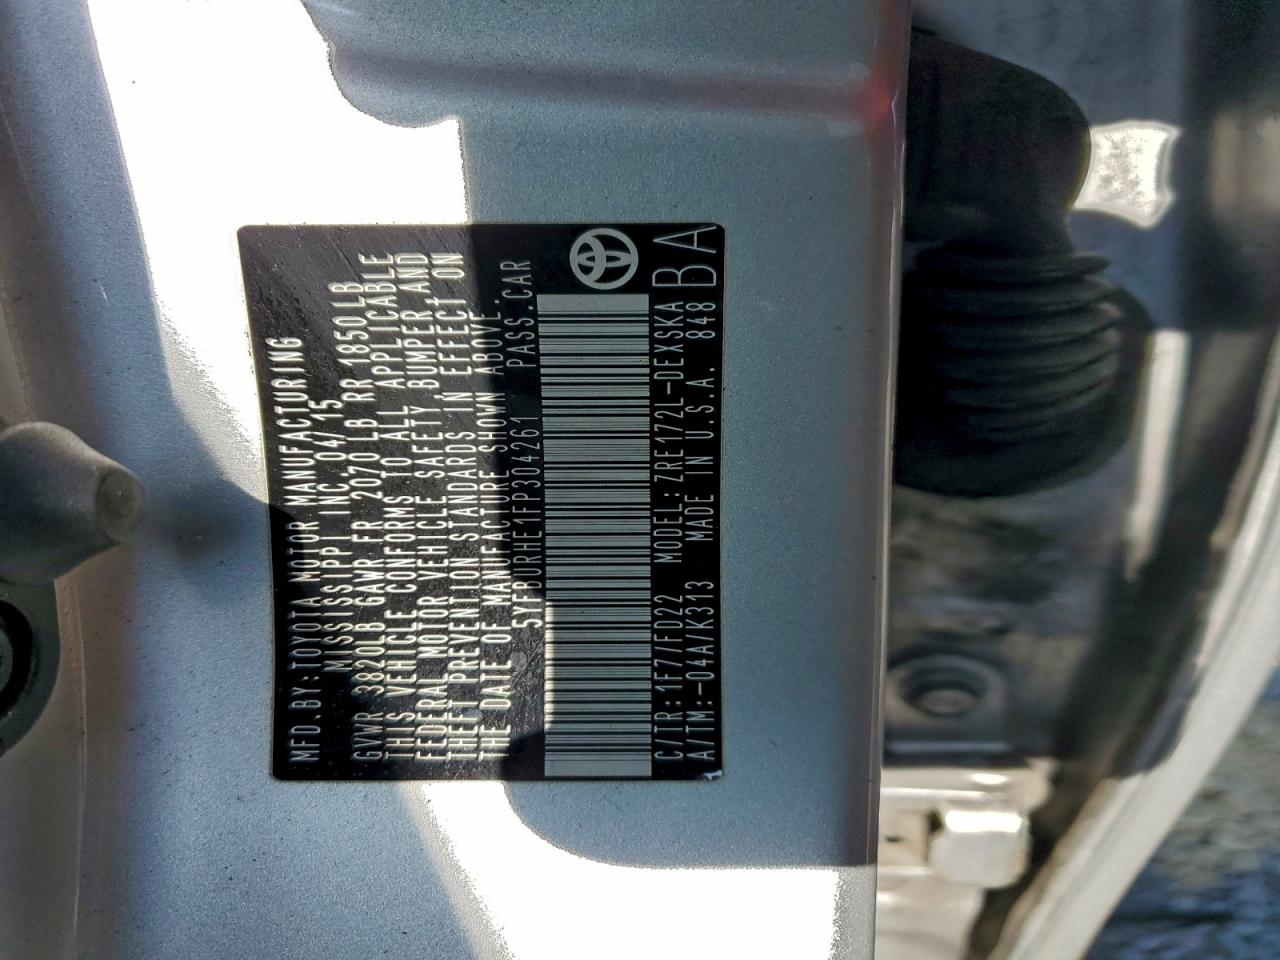 MFD.BY:TOYOTA MOTOR MANUFACTURING
MISSISSIPPI INC. 04/15
GVWR 3820LB GAWR FR 2070 LB RR 1850LB
THIS VEHICLE CONFORMS TO ALL APPLICABLE
FEDERAL MOTOR VEHICLE SAFETY, BUMPER, AND
THEFT PREVENTION STANDARDS IN EFFECT ON
THE DATE OF MANUFACTURE SHOWN ABOVE.
5YFBURHE1FP304261 PASS.CAR
C/TR:1F7/FD22 MODEL:ZRE172L-DEXSKA
A/TM:-04A/K313 MADE IN U.S.A. 848
BA